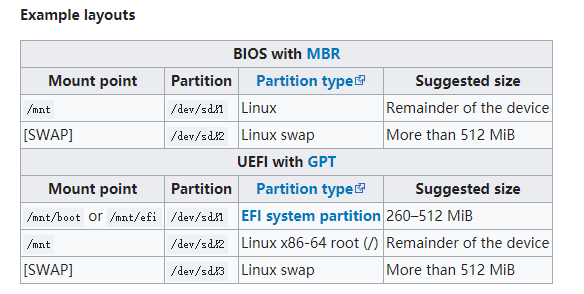 Example layouts
BIOS with MBR
Mount point Partition Partition type Suggested size
/mnt /dev/sdX1 Linux Remainder of the device
[SWAP] /dev/sdX2 Linux swap More than 512 MiB
UEFI with GPT
Mount point Partition Partition type Suggested size
/mnt/boot or /mnt/efi /dev/sdX1 EFI system partition 260–512 MiB
/mnt /dev/sdX2 Linux x86-64 root (/) Remainder of the device
[SWAP] /dev/sdX3 Linux swap More than 512 MiB